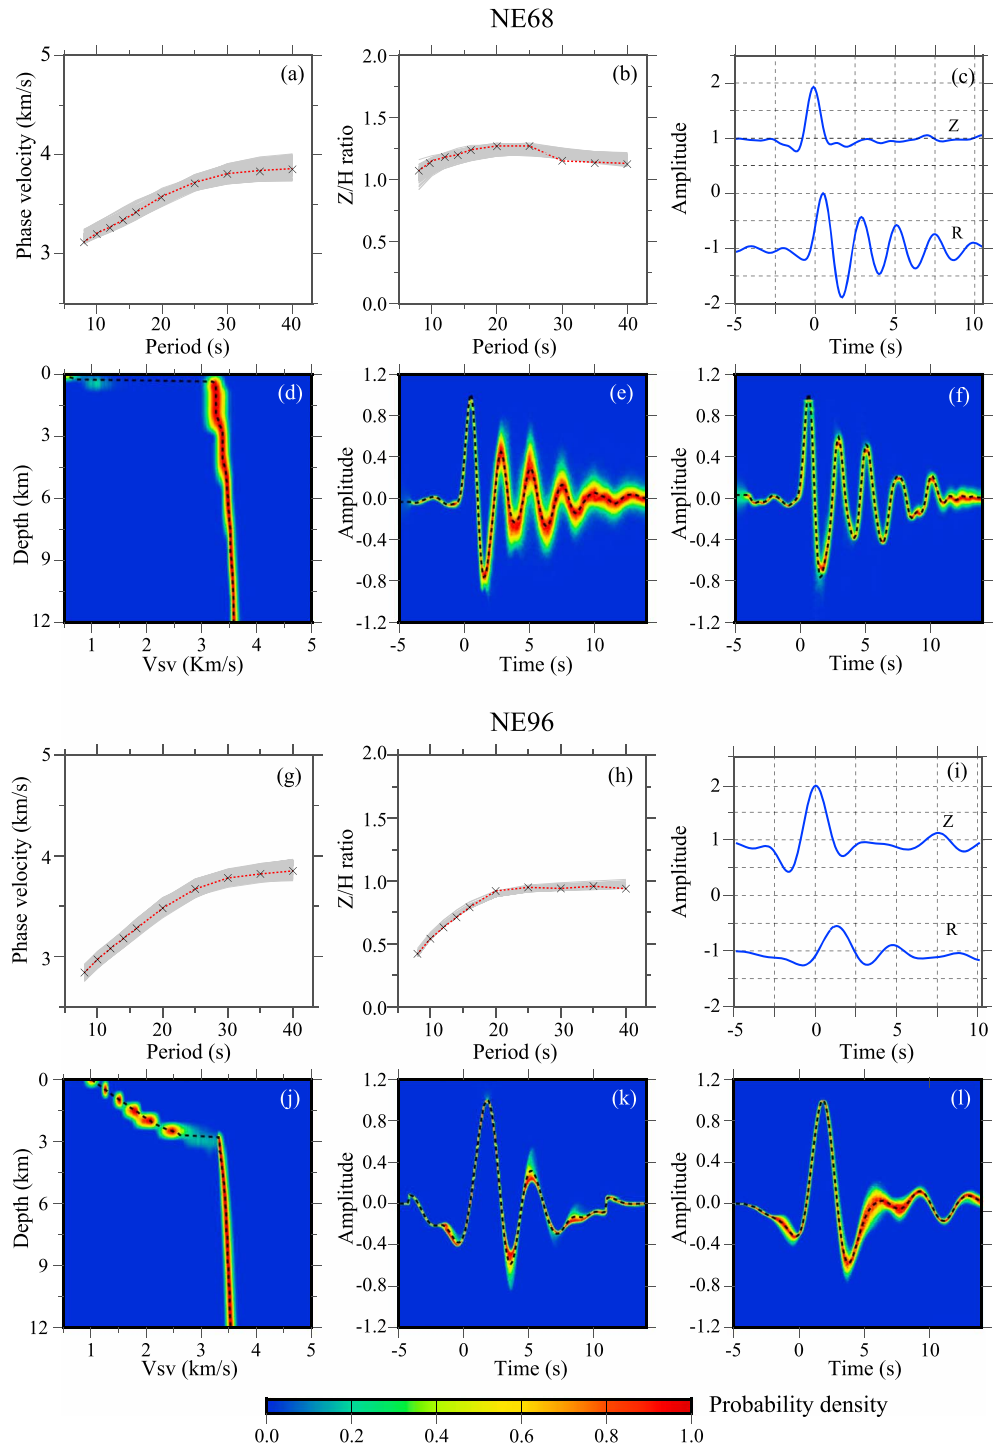 NE68
(a)
5
4
3
Phase velocity (km/s)
10 20 30 40
Period (s)
(b)
2.0
1.5
1.0
0.5
0.0
Z/H ratio
10 20 30 40
Period (s)
(c)
2
1
0
-1
-2
Amplitude
Z
R
-5 0 5 10
Time (s)
(d)
0
3
6
9
12
Depth (km)
1 2 3 4 5
Vsv (Km/s)
(e)
1.2
0.8
0.4
0.0
-0.4
-0.8
-1.2
Amplitude
-5 0 5 10
Time (s)
(f)
1.2
0.8
0.4
0.0
-0.4
-0.8
-1.2
Amplitude
-5 0 5 10
Time (s)
NE96
(g)
5
4
3
Phase velocity (km/s)
10 20 30 40
Period (s)
(h)
2.0
1.5
1.0
0.5
0.0
Z/H ratio
10 20 30 40
Period (s)
(i)
2
1
0
-1
-2
Amplitude
Z
R
-5 0 5 10
Time (s)
(j)
0
3
6
9
12
Depth (km)
1 2 3 4 5
Vsv (km/s)
(k)
1.2
0.8
0.4
0.0
-0.4
-0.8
-1.2
Amplitude
-5 0 5 10
Time (s)
(l)
1.2
0.8
0.4
0.0
-0.4
-0.8
-1.2
Amplitude
-5 0 5 10
Time (s)
Probability density
0.0 0.2 0.4 0.6 0.8 1.0